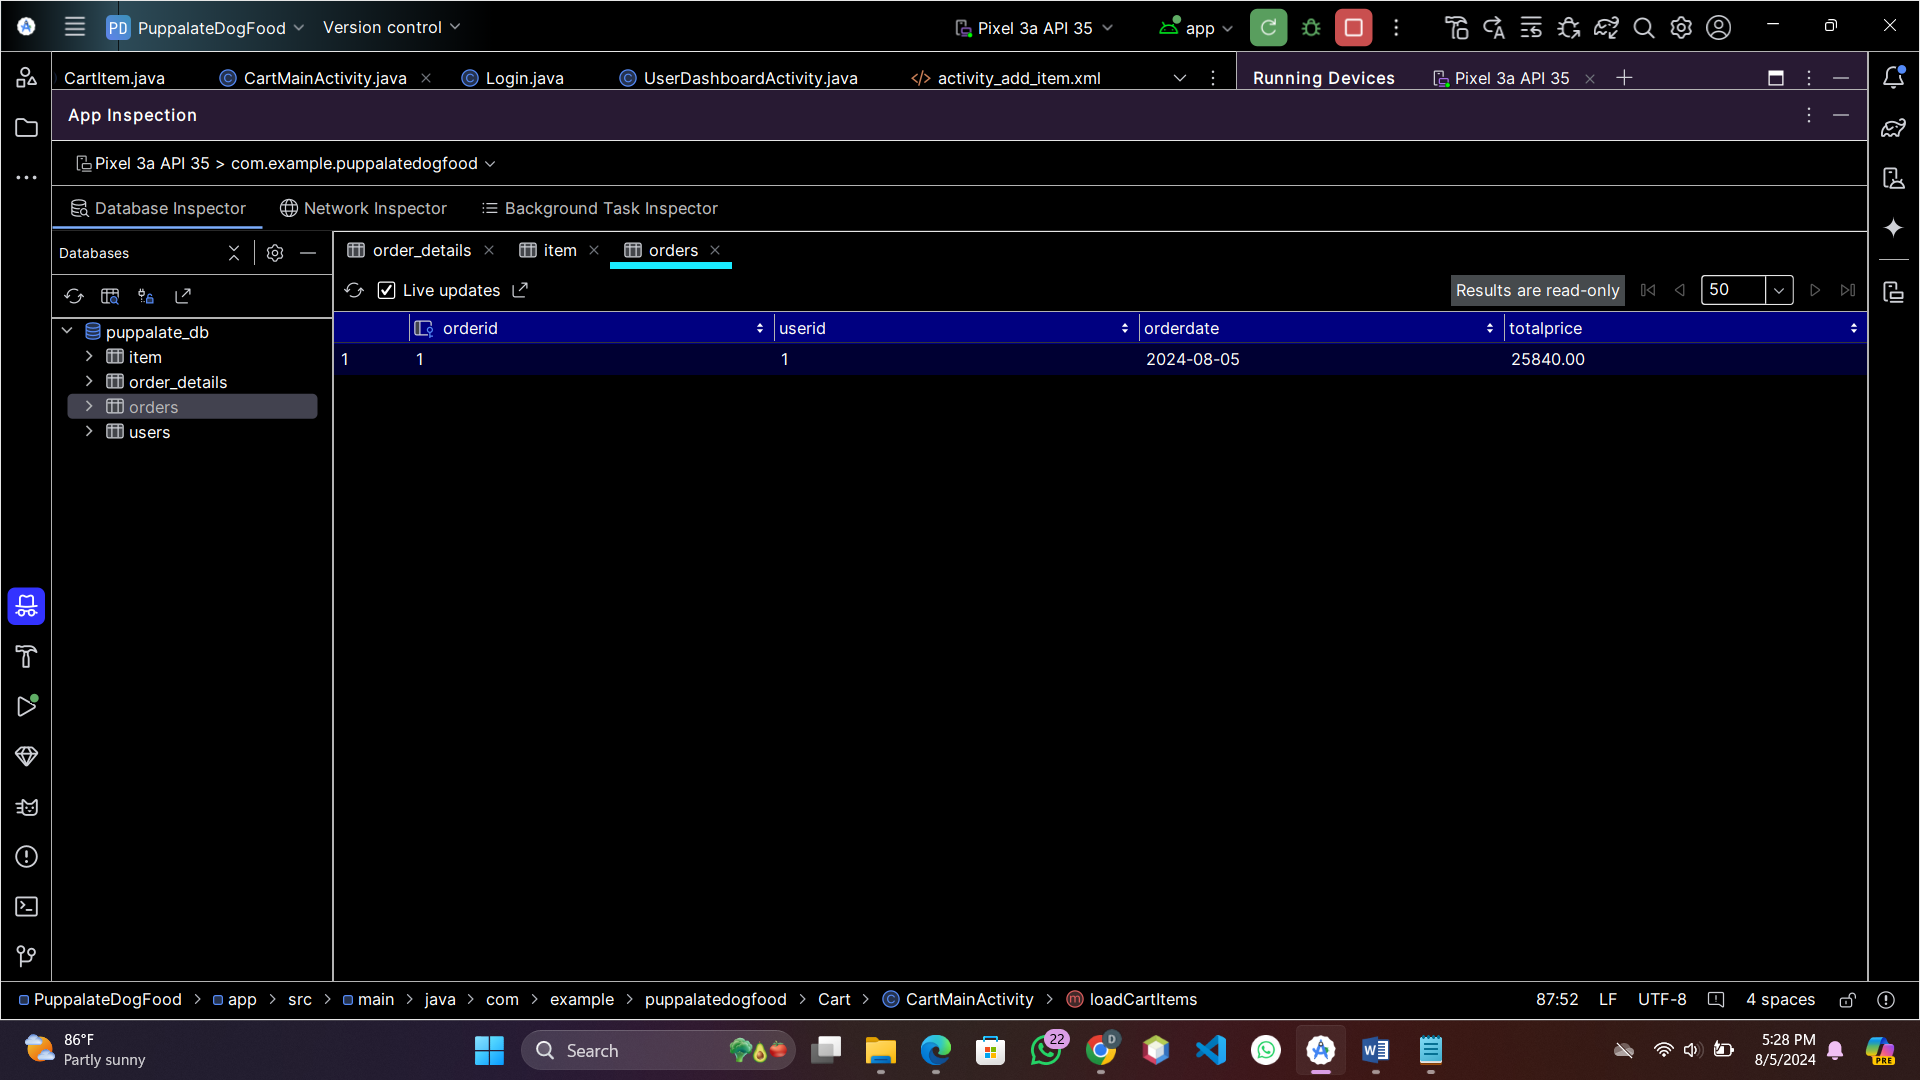 PD PuppalateDogFood Version control Pixel 3a API 35 app
CartItem.java CartMainActivity.java Login.java UserDashboardActivity.java activity_add_item.xml Running Devices Pixel 3a API 35
App Inspection
Pixel 3a API 35 > com.example.puppalatedogfood
Database Inspector Network Inspector Background Task Inspector
Databases
order_details item orders
Live updates Results are read-only 50
orderid userid orderdate totalprice
1 1 1 2024-08-05 25840.00
puppalate_db
item
order_details
orders
users
PuppalateDogFood > app > src > main > java > com > example > puppalatedogfood > Cart > CartMainActivity > loadCartItems 87:52 LF UTF-8 4 spaces
86°F
Partly sunny
Search
22
D
5:28 PM
8/5/2024
PRE